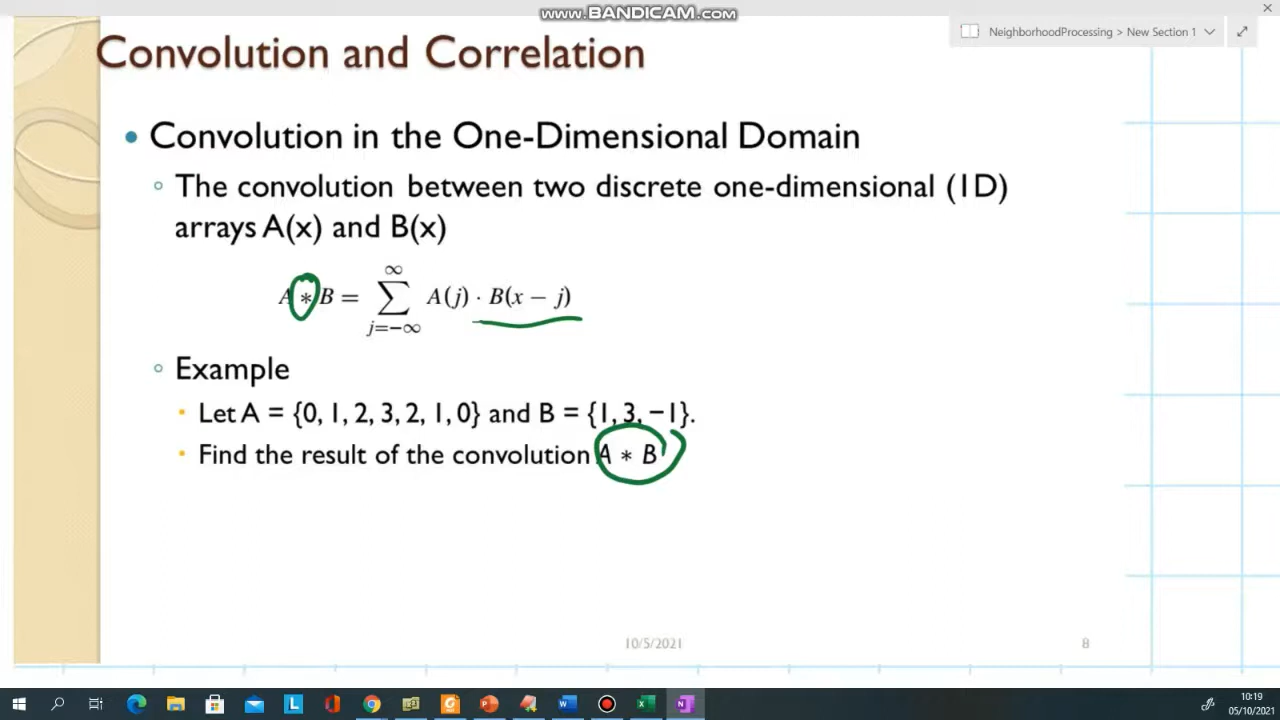 www.BANDICAM.com
NeighborhoodProcessing > New Section 1
Convolution and Correlation
• Convolution in the One-Dimensional Domain
◦ The convolution between two discrete one-dimensional (1D)
arrays A(x) and B(x)
A ∗ B = ∑_{j=−∞}^{∞} A(j) · B(x − j)
◦ Example
• Let A = {0, 1, 2, 3, 2, 1, 0} and B = {1, 3, −1}.
• Find the result of the convolution A ∗ B
10/5/2021
8
10:19
05/10/2021